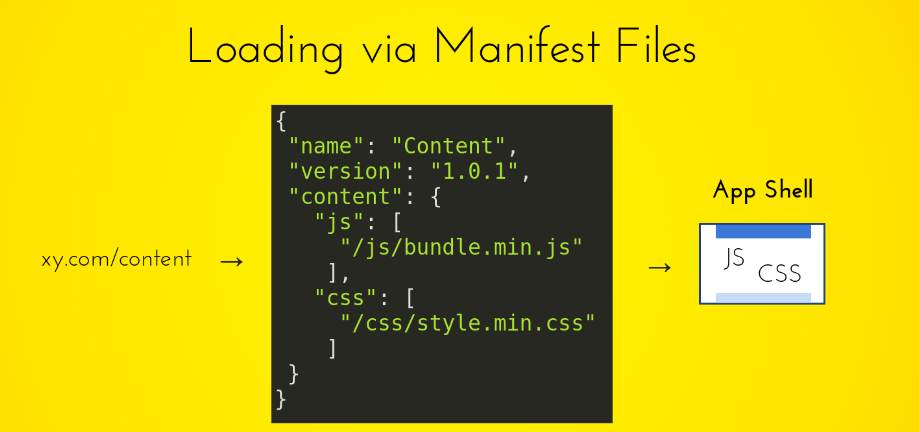 Loading via Manifest Files
xy.com/content →
{
"name": "Content",
"version": "1.0.1",
"content": {
"js": [
"/js/bundle.min.js"
],
"css": [
"/css/style.min.css"
]
}
}
→
App Shell
JS
CSS